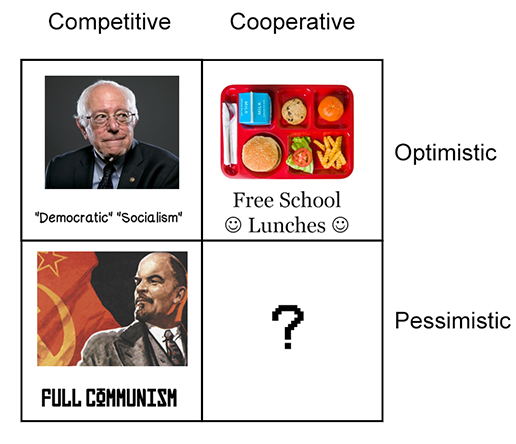 Competitive Cooperative
"Democratic" "Socialism"
Free School
☺ Lunches ☺
Optimistic
FULL COMMUNISM
?
Pessimistic